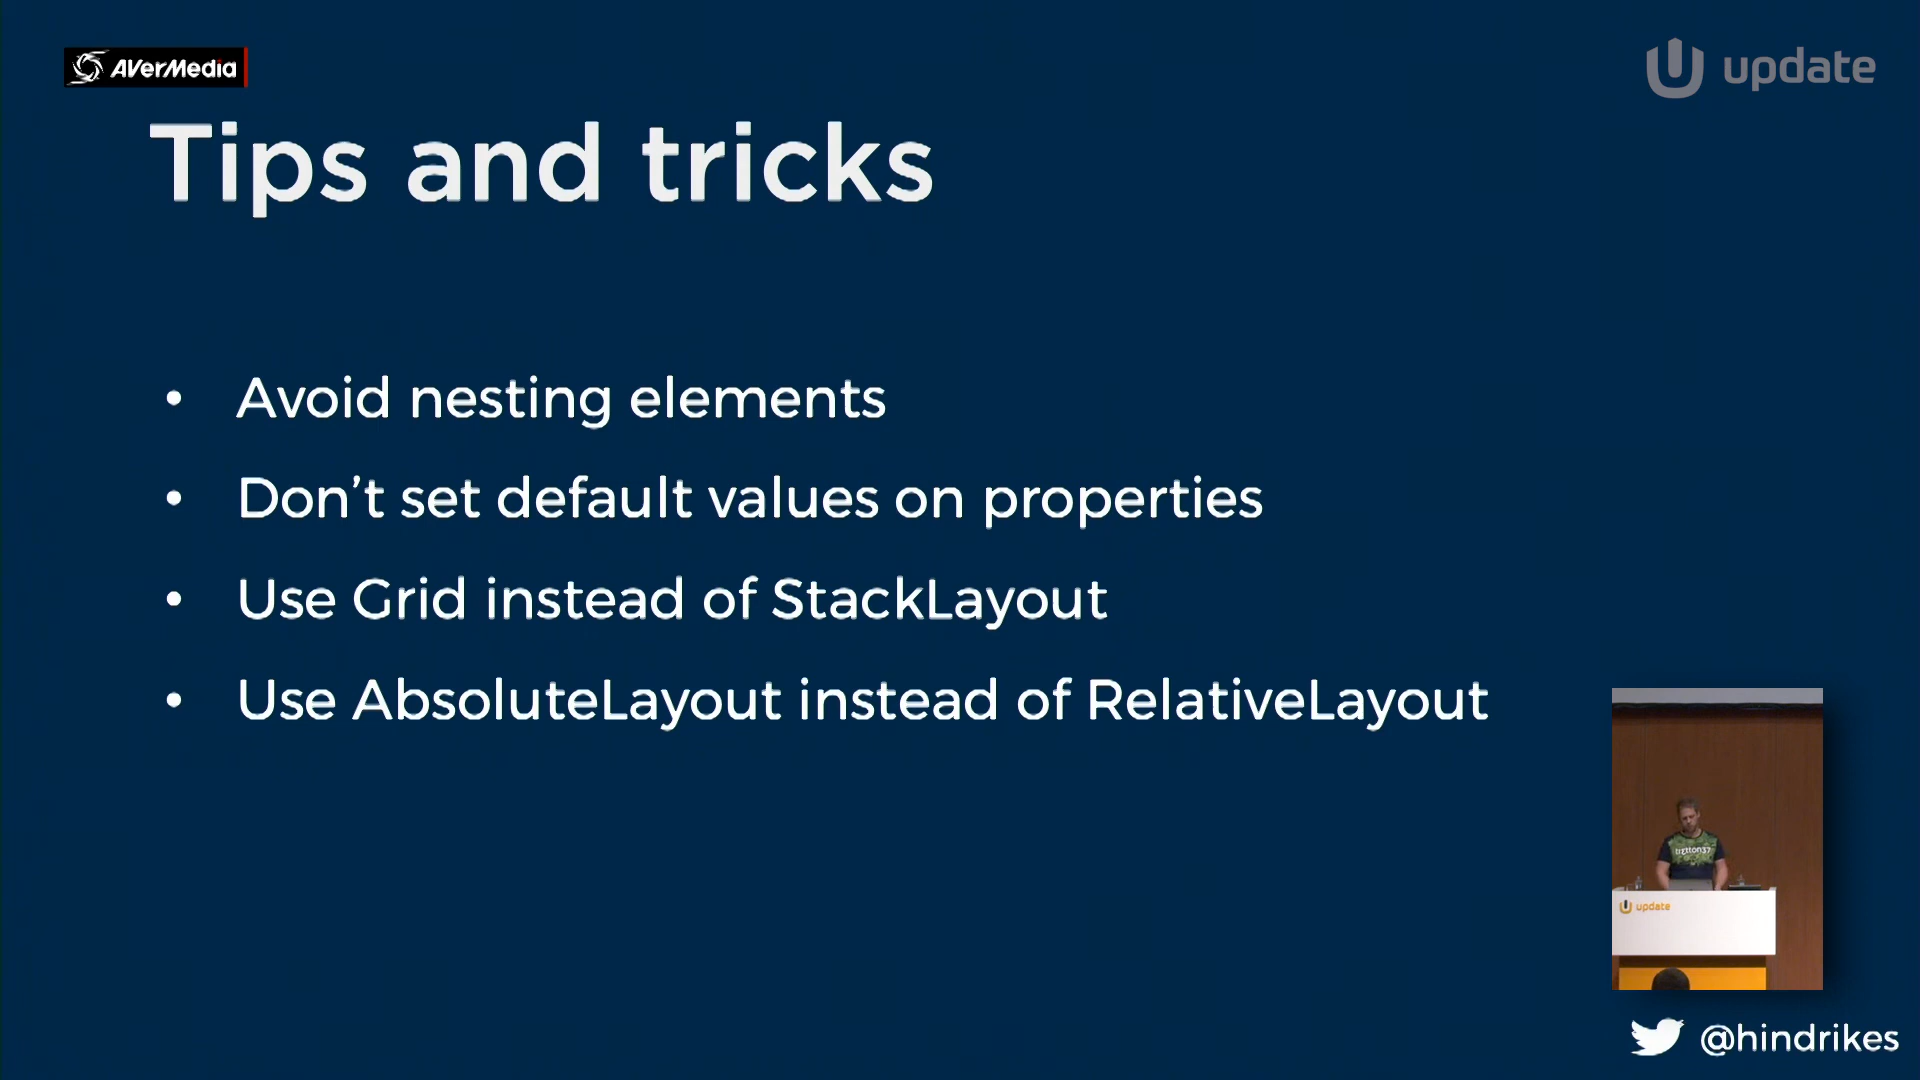 AVerMedia
update
Tips and tricks
• Avoid nesting elements
• Don't set default values on properties
• Use Grid instead of StackLayout
• Use AbsoluteLayout instead of RelativeLayout
tretton37
update
@hindrikes